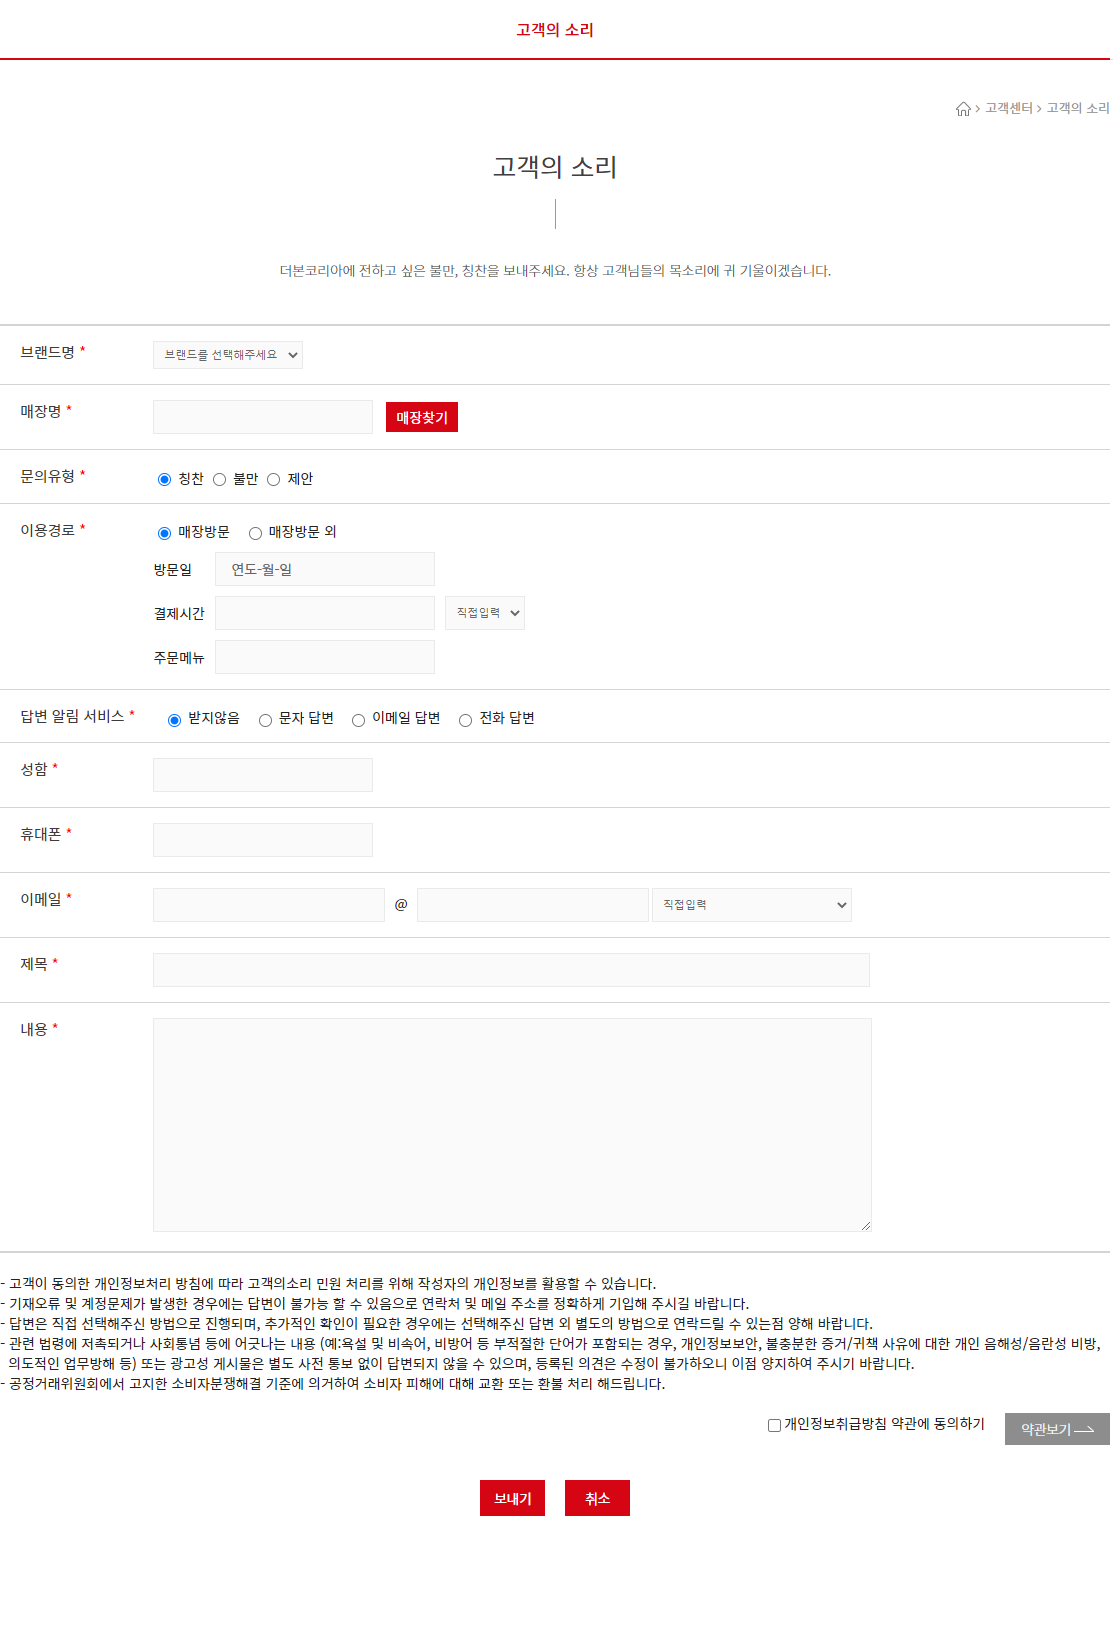 고객의 소리
고객센터 > 고객의 소리
고객의 소리
더본코리아에 전하고 싶은 불만, 칭찬을 보내주세요. 항상 고객님들의 목소리에 귀 기울이겠습니다.
브랜드명 * 브랜드를 선택해주세요
매장명 * 매장찾기
문의유형 * 칭찬 불만 제안
이용경로 * 매장방문 매장방문 외
방문일 연도-월-일
결제시간 직접입력
주문메뉴
답변 알림 서비스 * 받지않음 문자 답변 이메일 답변 전화 답변
성함 *
휴대폰 *
이메일 * @ 직접입력
제목 *
내용 *
- 고객이 동의한 개인정보처리 방침에 따라 고객의소리 민원 처리를 위해 작성자의 개인정보를 활용할 수 있습니다.
- 기재오류 및 계정문제가 발생한 경우에는 답변이 불가능 할 수 있음으로 연락처 및 메일 주소를 정확하게 기입해 주시길 바랍니다.
- 답변은 직접 선택해주신 방법으로 진행되며, 추가적인 확인이 필요한 경우에는 선택해주신 답변 외 별도의 방법으로 연락드릴 수 있는점 양해 바랍니다.
- 관련 법령에 저촉되거나 사회통념 등에 어긋나는 내용 (예:욕설 및 비속어, 비방어 등 부적절한 단어가 포함되는 경우, 개인정보보안, 불충분한 증거/귀책 사유에 대한 개인 음해성/음란성 비방,
의도적인 업무방해 등) 또는 광고성 게시물은 별도 사전 통보 없이 답변되지 않을 수 있으며, 등록된 의견은 수정이 불가하오니 이점 양지하여 주시기 바랍니다.
- 공정거래위원회에서 고지한 소비자분쟁해결 기준에 의거하여 소비자 피해에 대해 교환 또는 환불 처리 해드립니다.
개인정보취급방침 약관에 동의하기 약관보기
보내기 취소